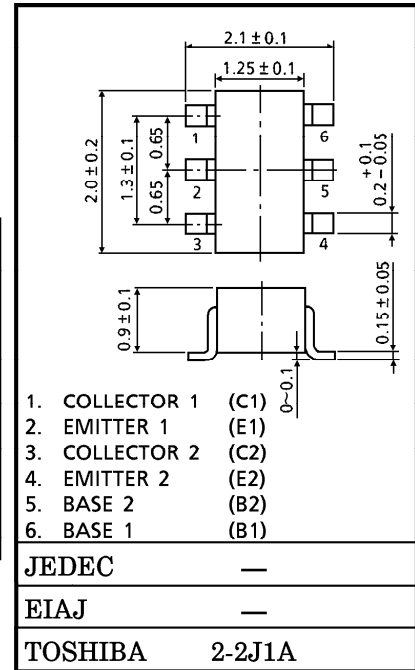 2.1±0.1
1.25±0.1
1
6
2.0±0.2
1.3±0.1
0.65
0.65
2
5
+0.1
0.2-0.05
3
4
0.9±0.1
0.15±0.05
0~0.1
1. COLLECTOR 1 (C1)
2. EMITTER 1 (E1)
3. COLLECTOR 2 (C2)
4. EMITTER 2 (E2)
5. BASE 2 (B2)
6. BASE 1 (B1)
JEDEC —
EIAJ —
TOSHIBA 2-2J1A